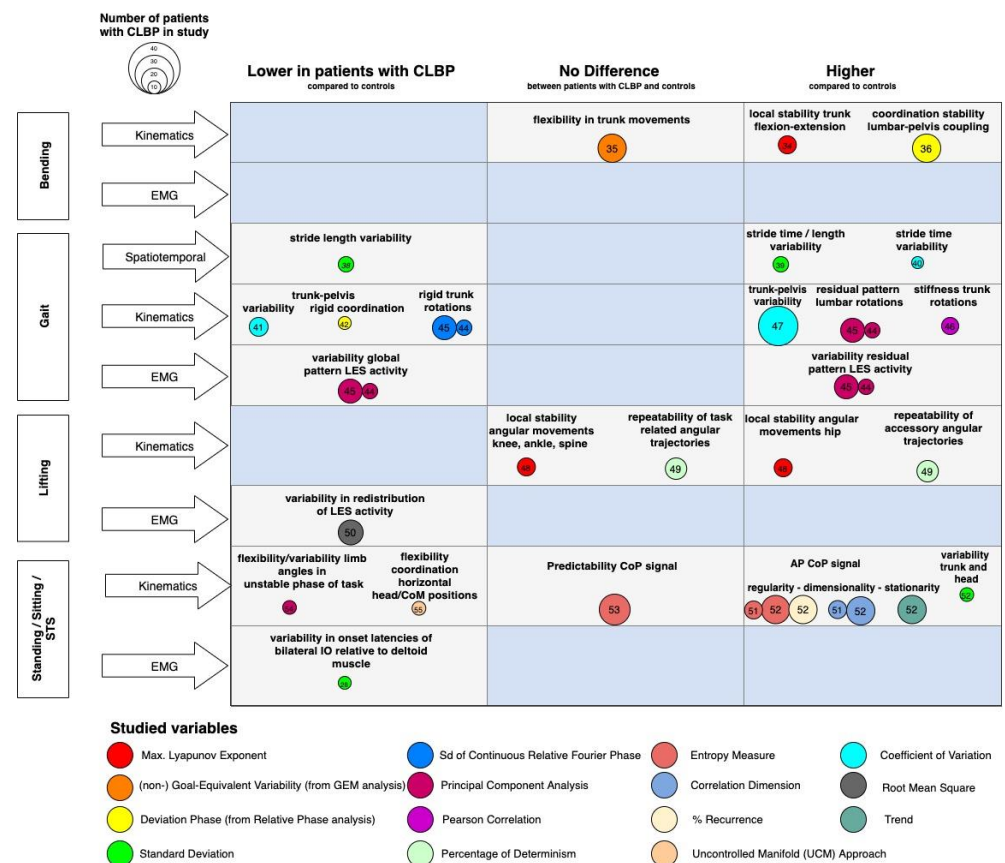 Number of patients
with CLBP in study
40
30
20
10
Lower in patients with CLBP
compared to controls
No Difference
between patients with CLBP and controls
Higher
compared to controls
Bending
Kinematics
flexibility in trunk movements
35
local stability trunk
flexion-extension
34
coordination stability
lumbar-pelvis coupling
36
EMG
Gait
Spatiotemporal
stride length variability
38
stride time / length
variability
39
stride time
variability
40
Kinematics
variability
41
trunk-pelvis
rigid coordination
42
rigid trunk
rotations
45
44
trunk-pelvis
variability
47
residual pattern
lumbar rotations
45
44
stiffness trunk
rotations
46
EMG
variability global
pattern LES activity
45
44
variability residual
pattern LES activity
45
44
Lifting
Kinematics
local stability
angular movements
knee, ankle, spine
48
repeatability of task
related angular
trajectories
49
local stability angular
movements hip
48
repeatability of
accessory angular
trajectories
49
EMG
variability in redistribution
of LES activity
50
Standing / Sitting /
STS
Kinematics
flexibility/variability limb
angles in
unstable phase of task
flexibility
coordination
horizontal
head/CoM positions
55
Predictability CoP signal
53
AP CoP signal
regularity - dimensionality - stationarity
51
52
52
51
52
52
variability
trunk and
head
52
EMG
variability in onset latencies of
bilateral IO relative to deltoid
muscle
Studied variables
Max. Lyapunov Exponent
Sd of Continuous Relative Fourier Phase
Entropy Measure
Coefficient of Variation
(non-) Goal-Equivalent Variability (from GEM analysis)
Principal Component Analysis
Correlation Dimension
Root Mean Square
Deviation Phase (from Relative Phase analysis)
Pearson Correlation
% Recurrence
Trend
Standard Deviation
Percentage of Determinism
Uncontrolled Manifold (UCM) Approach